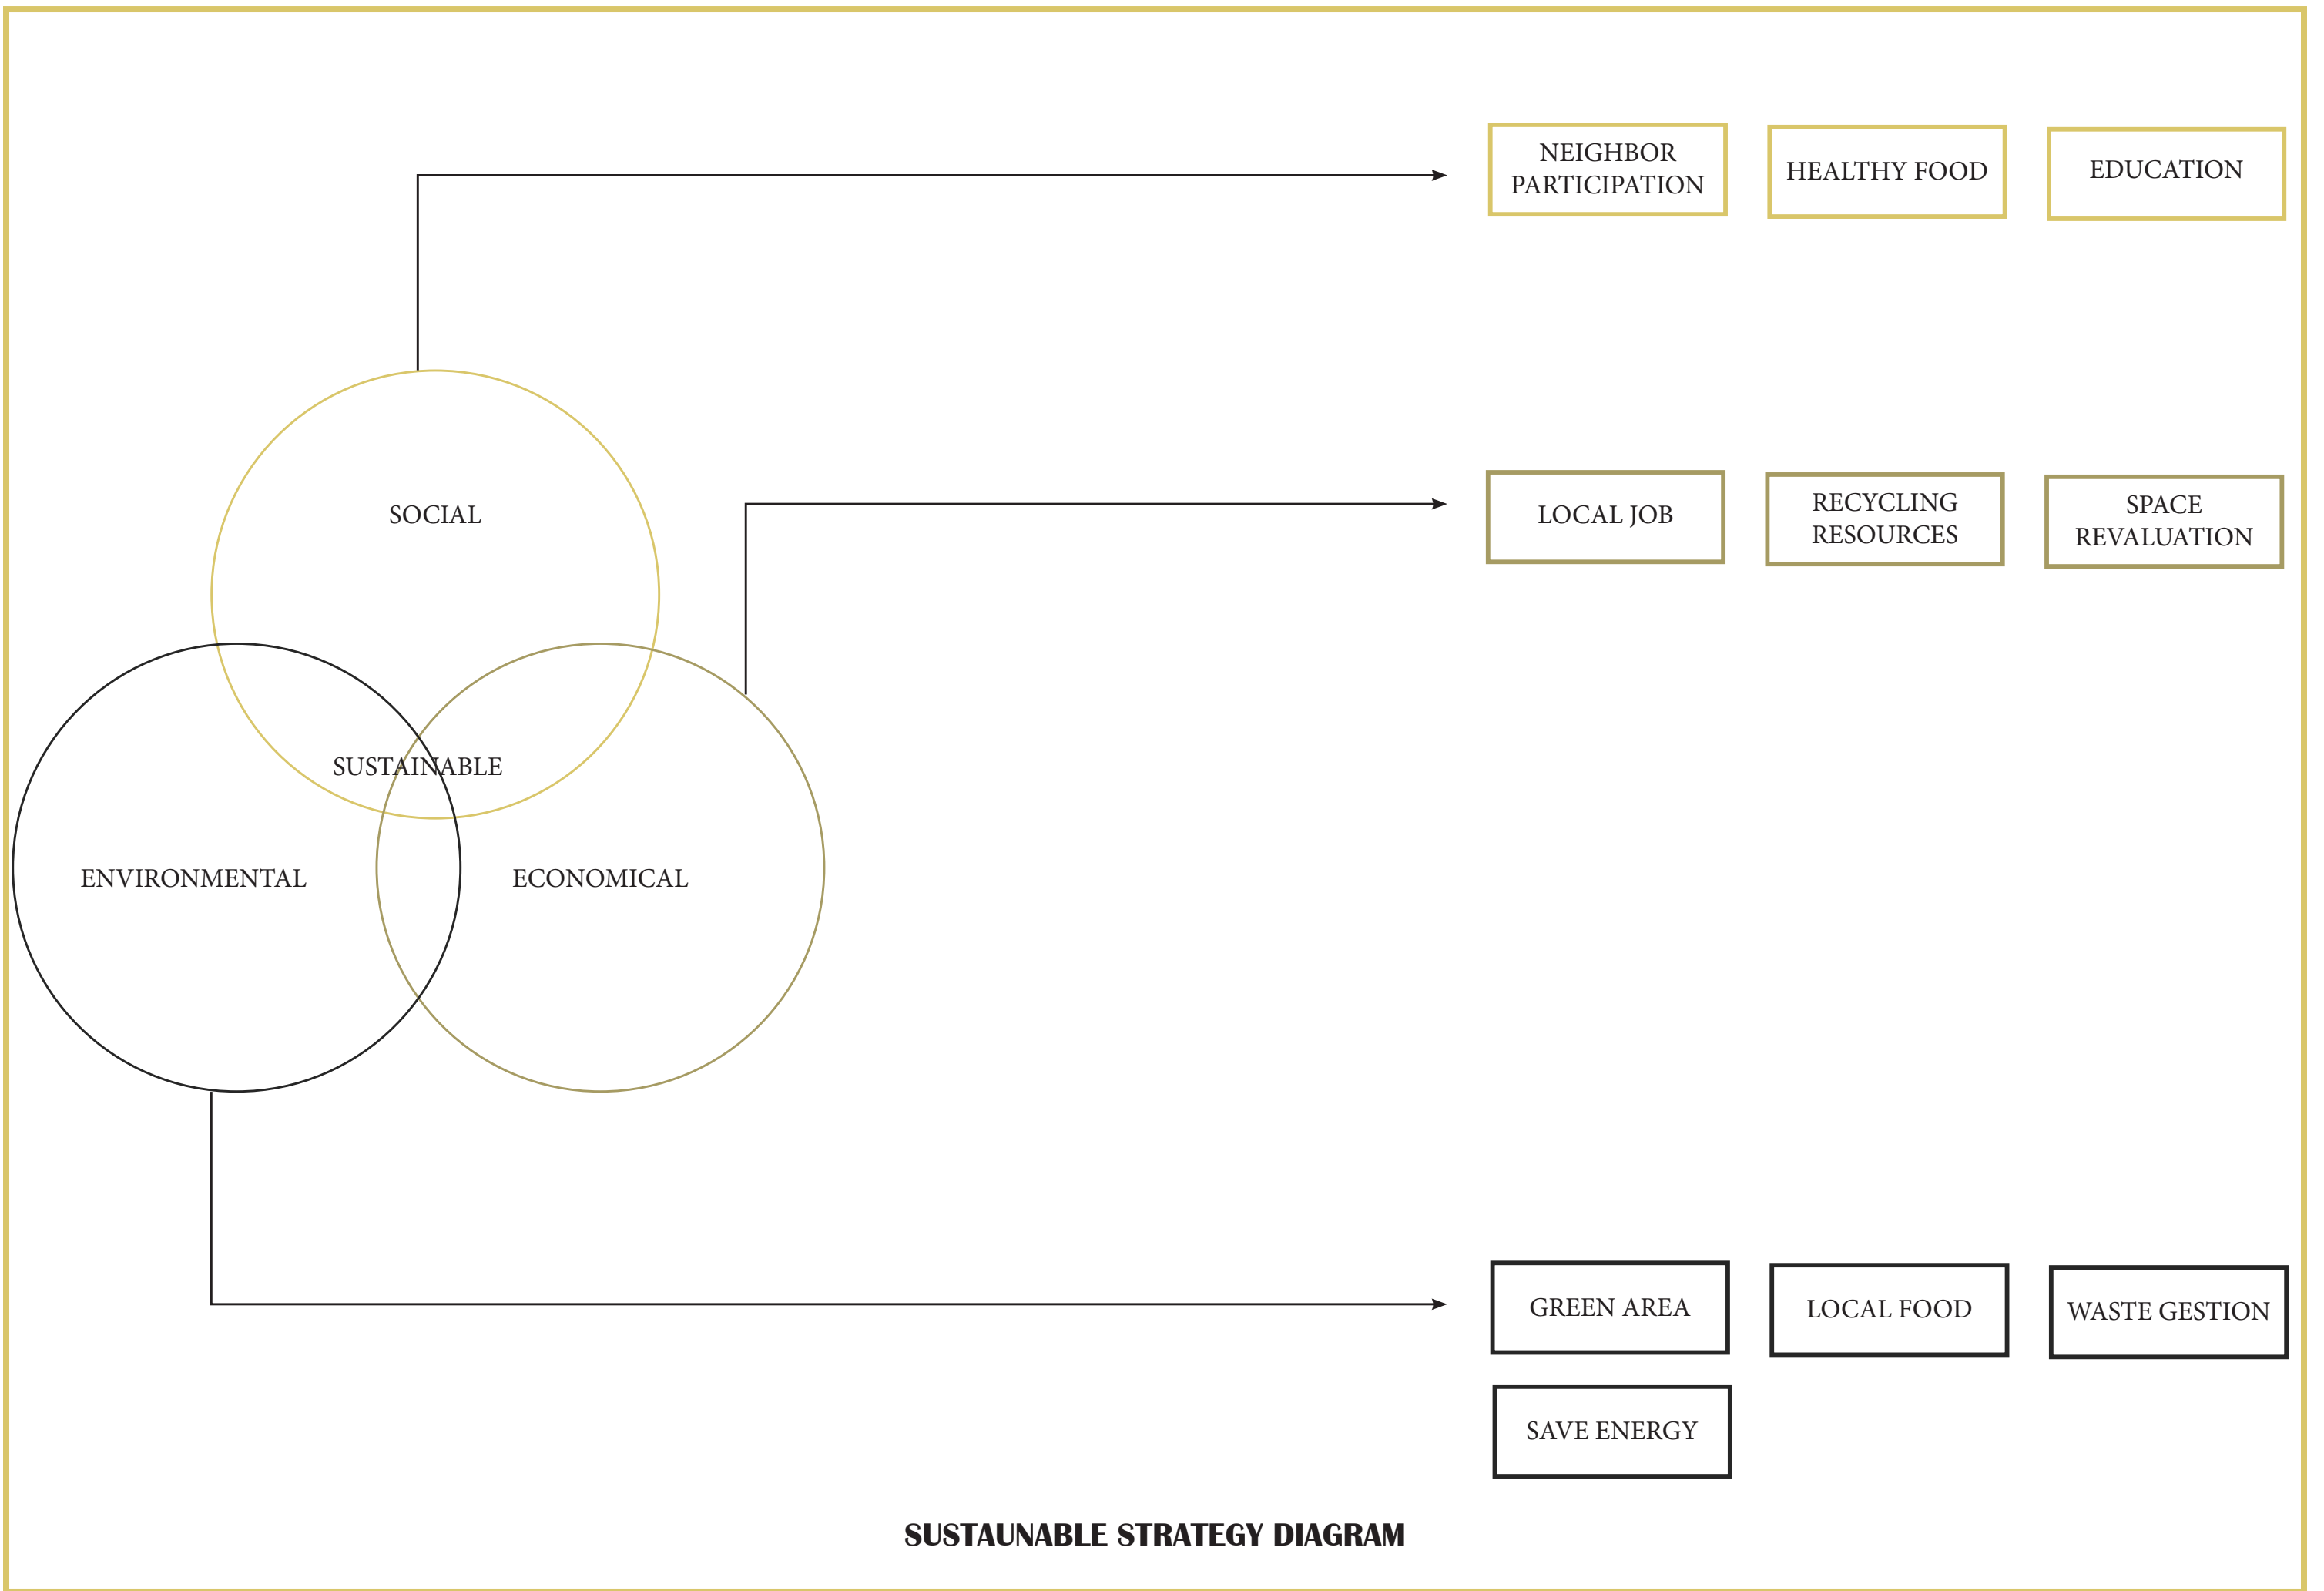 NEIGHBOR
PARTICIPATION
HEALTHY FOOD
EDUCATION
SOCIAL
LOCAL JOB
RECYCLING
RESOURCES
SPACE
REVALUATION
SUSTAINABLE
ENVIRONMENTAL
ECONOMICAL
GREEN AREA
LOCAL FOOD
WASTE GESTION
SAVE ENERGY
SUSTAUNABLE STRATEGY DIAGRAM